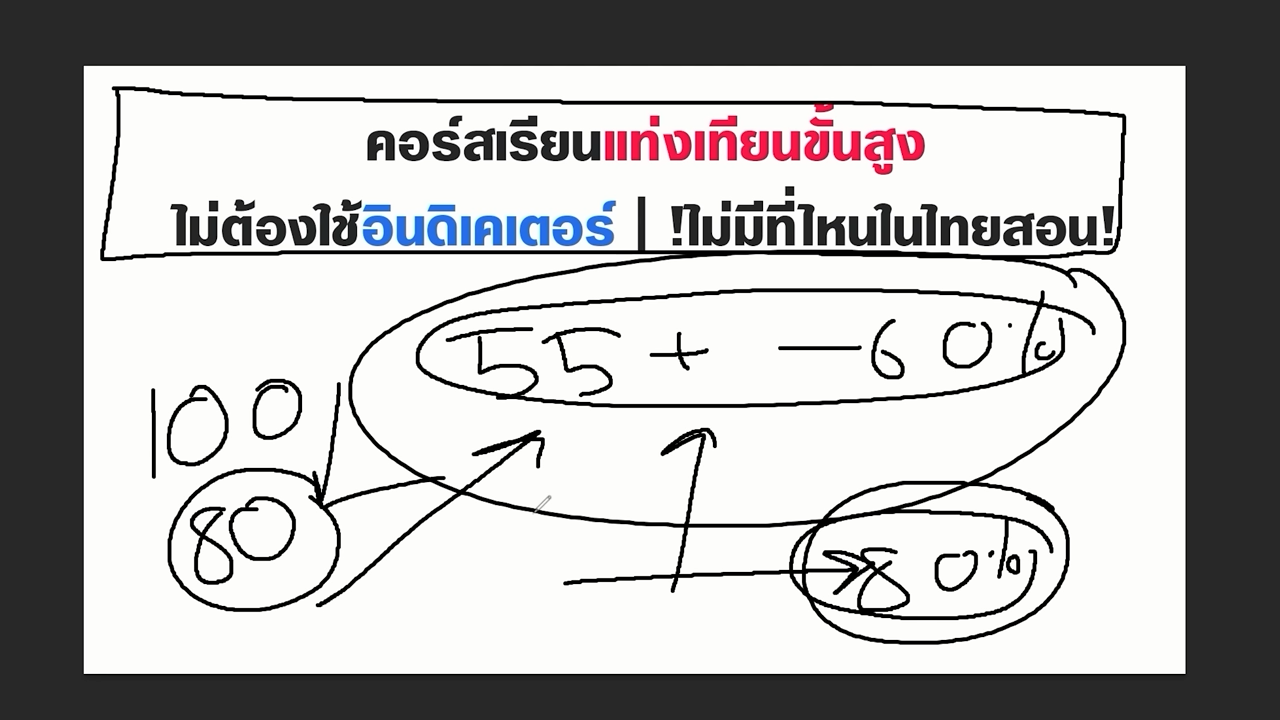 คอร์สเรียนแท่งเทียนขั้นสูง
ไม่ต้องใช้อินดิเคเตอร์ | !ไม่มีที่ไหนในไทยสอน!
55 + - 60%
100
80
80%